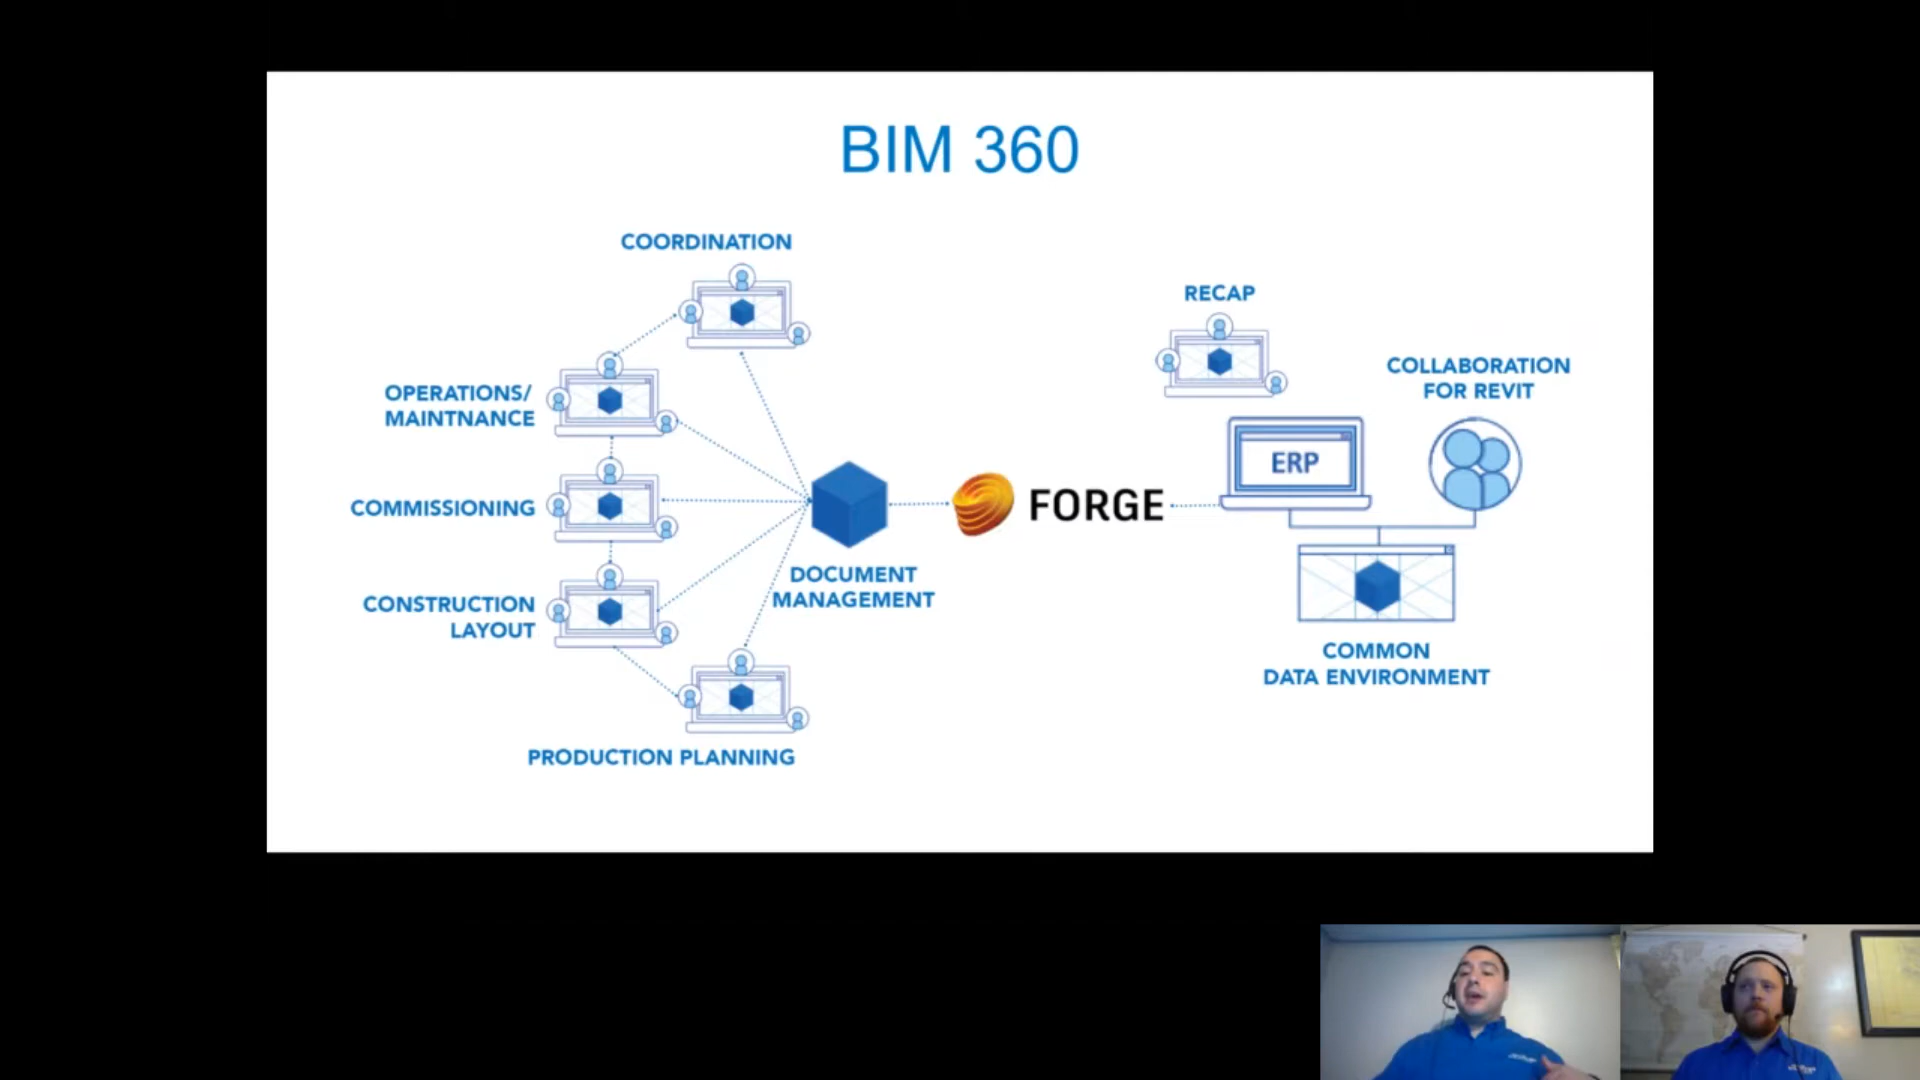 BIM 360
COORDINATION
RECAP
OPERATIONS/
MAINTNANCE
COLLABORATION
FOR REVIT
ERP
COMMISSIONING
FORGE
DOCUMENT
MANAGEMENT
CONSTRUCTION
LAYOUT
COMMON
DATA ENVIRONMENT
PRODUCTION PLANNING